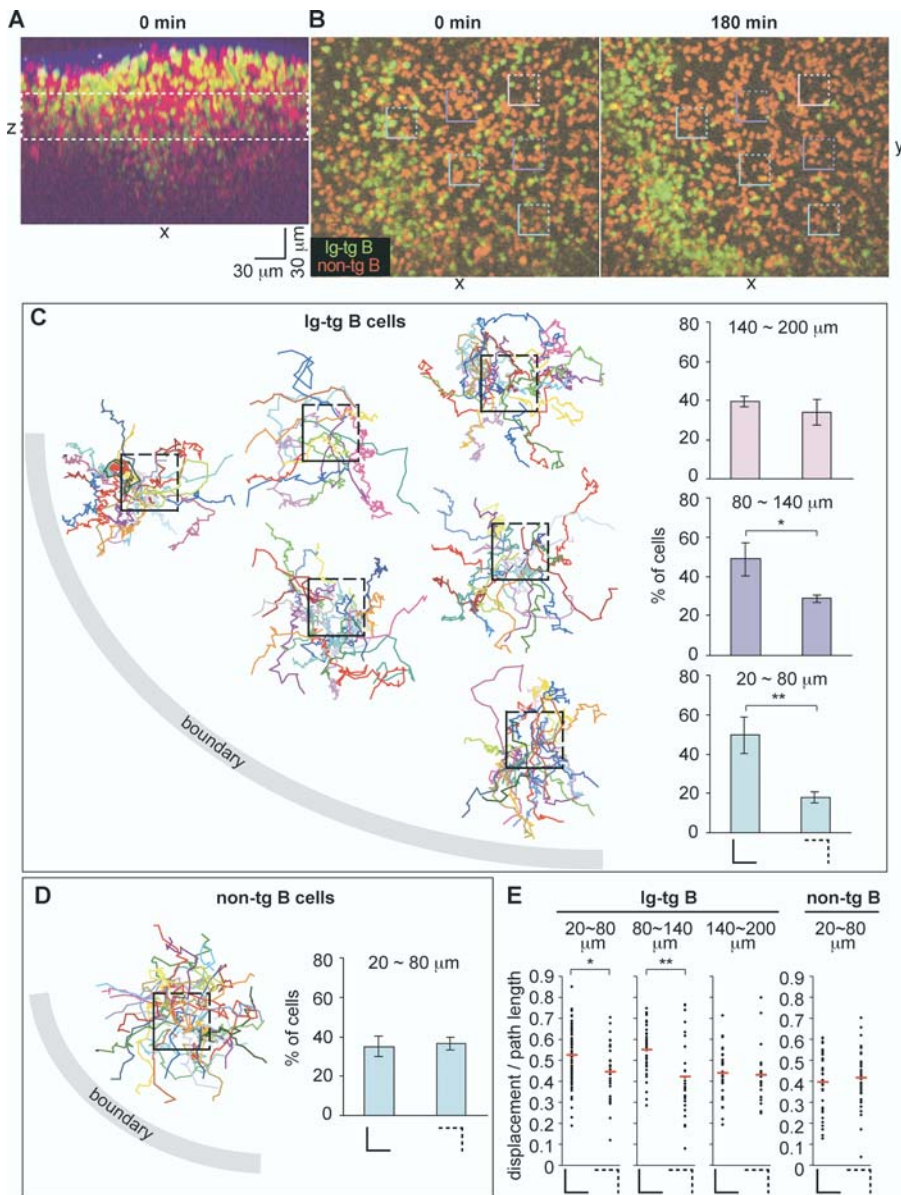 A
0 min
z
x
30 μm
30 μm
B
0 min
180 min
Ig-tg B
non-tg B
x
x
y
C
Ig-tg B cells
boundary
% of cells
140 ~ 200 μm
80
60
40
20
0
80 ~ 140 μm
*
80
60
40
20
0
20 ~ 80 μm
**
80
60
40
20
0
D
non-tg B cells
boundary
20 ~ 80 μm
% of cells
80
60
40
20
0
E
Ig-tg B
non-tg B
20~80 μm
80~140 μm
140~200 μm
20~80 μm
*
**
displacement / path length
0.9
0.8
0.7
0.6
0.5
0.4
0.3
0.2
0.1
0
0.9
0.8
0.7
0.6
0.5
0.4
0.3
0.2
0.1
0